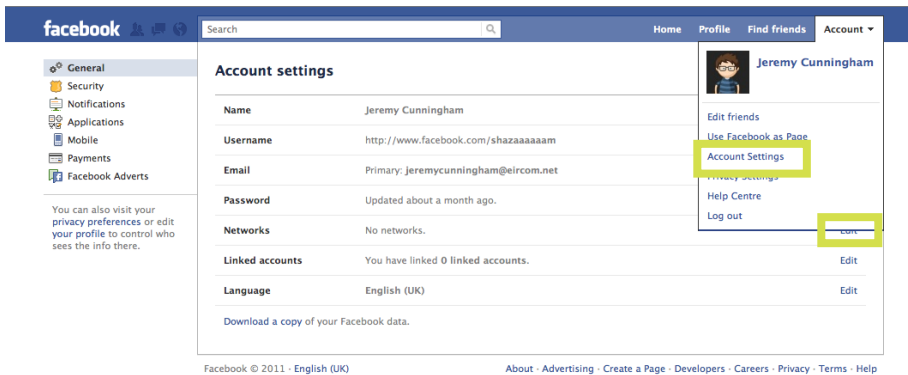 facebook
Search
Home Profile Find friends Account
Jeremy Cunningham
Edit friends
Use Facebook as Page
Account Settings
Privacy Settings
Help Centre
Log out
General
Security
Notifications
Applications
Mobile
Payments
Facebook Adverts
You can also visit your
privacy preferences or edit
your profile to control who
sees the info there.
Account settings
Name Jeremy Cunningham
Username http://www.facebook.com/shazaaaaaam
Email Primary: jeremycunningham@eircom.net
Password Updated about a month ago.
Networks No networks. Edit
Linked accounts You have linked 0 linked accounts. Edit
Language English (UK) Edit
Download a copy of your Facebook data.
Facebook © 2011 · English (UK)
About · Advertising · Create a Page · Developers · Careers · Privacy · Terms · Help